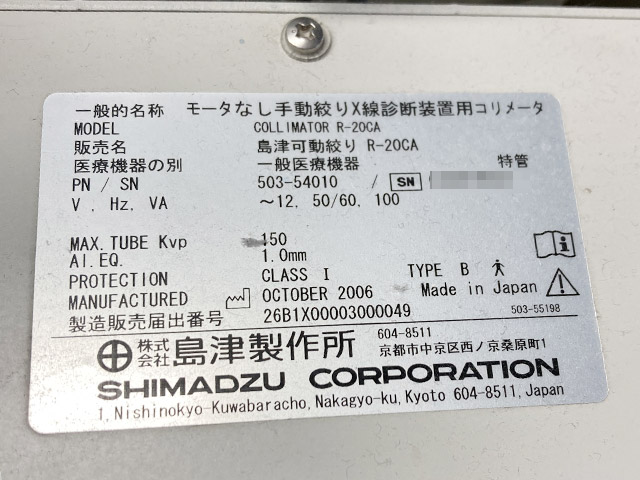 一般的名称 モータなし手動絞りX線診断装置用コリメータ
MODEL COLLIMATOR R-20CA
販売名 島津可動絞り R-20CA
医療機器の別 一般医療機器 特管
PN / SN 503-54010 / SN
V, Hz, VA ～12, 50/60, 100
MAX. TUBE Kvp 150
Al.EQ. 1.0mm
PROTECTION CLASS I TYPE B
MANUFACTURED OCTOBER 2006 Made in Japan
製造販売届出番号 26B1X00003000049 503-55198
株式会社 島津製作所 604-8511
京都市中京区西ノ京桑原町1
SHIMADZU CORPORATION
1, Nishinokyo-Kuwabaracho, Nakagyo-ku, Kyoto 604-8511, Japan